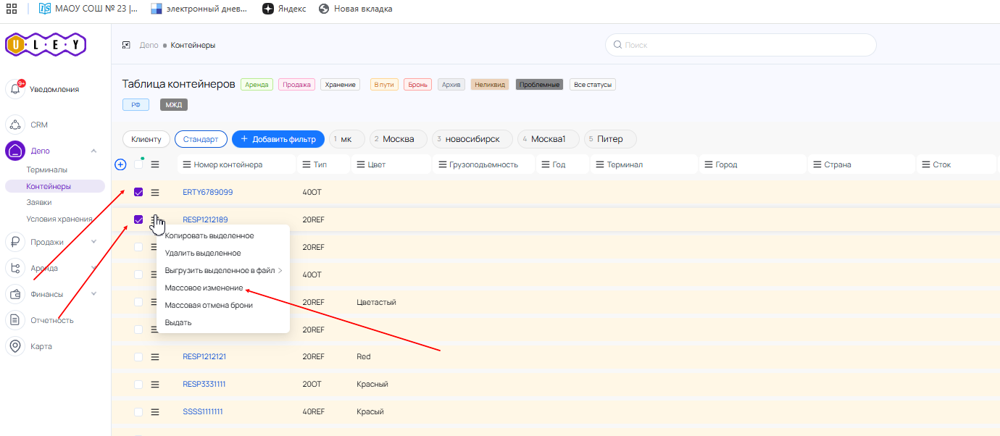 МАОУ СОШ № 23 |...
электронный днев...
Яндекс
Новая вкладка
U L E Y
Депо
Контейнеры
Поиск
9+
Уведомления
CRM
Депо
Терминалы
Контейнеры
Заявки
Условия хранения
Продажи
Аренда
Финансы
Отчетность
Карта
Таблица контейнеров Аренда Продажа Хранение В пути Бронь Архив Неликвид Проблемные Все статусы
РФ МЖД
Клиенту Стандарт + Добавить фильтр 1 мк 2 Москва 3 новосибирск 4 Москва1 5 Питер
Номер контейнера Тип Цвет Грузоподъемность Год Терминал Город Страна Сток
ERTY6789099 40OT
RESP1212189 20REF
20REF
40OT
20REF Цветастый
20REF
Копировать выделенное
Удалить выделенное
Выгрузить выделенное в файл
Массовое изменение
Массовая отмена брони
Выдать
RESP1212121 20REF Red
RESP3331111 20OT Красный
SSSS1111111 40REF Красый